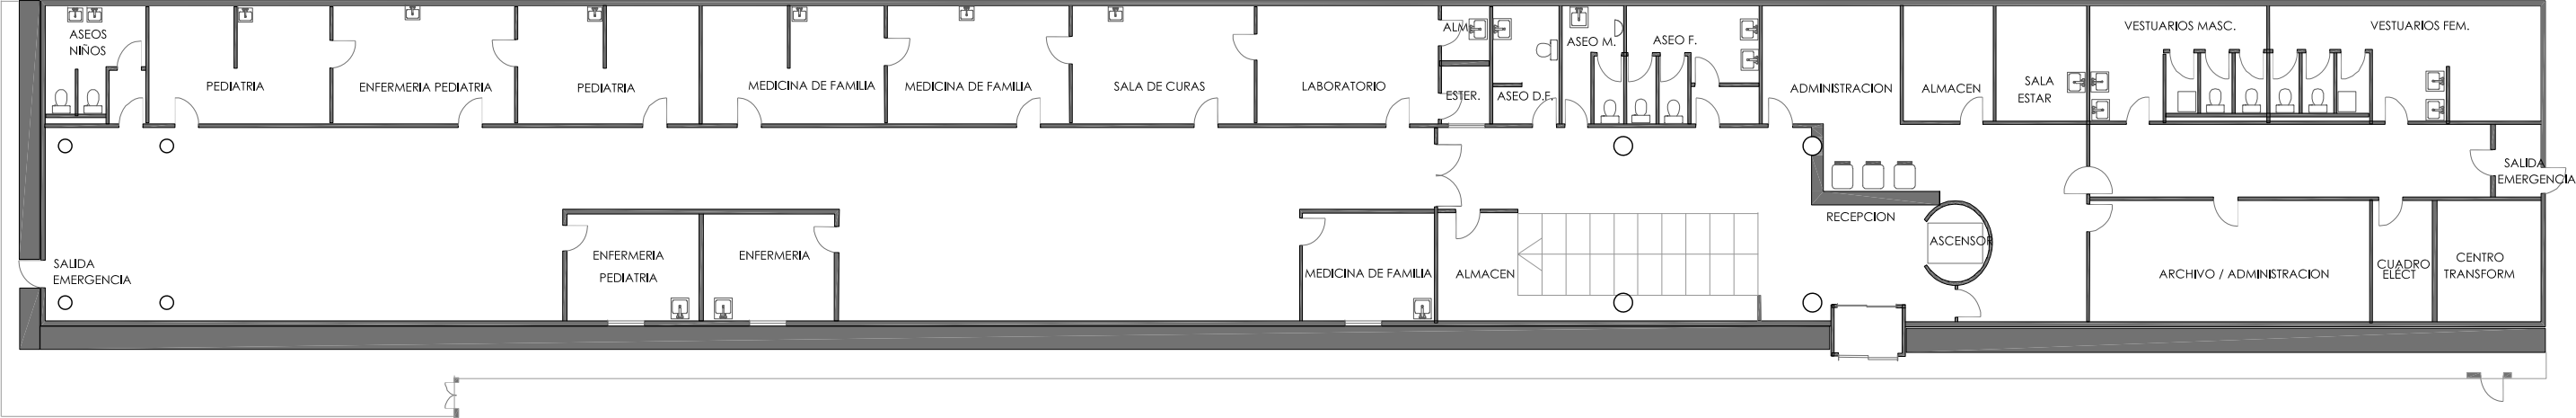 ASEOS
NIÑOS
PEDIATRIA
ENFERMERIA PEDIATRIA
PEDIATRIA
MEDICINA DE FAMILIA
MEDICINA DE FAMILIA
SALA DE CURAS
LABORATORIO
ALM.
ESTER.
ASEO D.F.
ASEO M.
ASEO F.
ADMINISTRACION
ALMACEN
SALA
ESTAR
VESTUARIOS MASC.
VESTUARIOS FEM.
SALIDA
EMERGENCIA
SALIDA
EMERGENCIA
ENFERMERIA
PEDIATRIA
ENFERMERIA
MEDICINA DE FAMILIA
ALMACEN
RECEPCION
ASCENSOR
ARCHIVO / ADMINISTRACION
CUADRO
ELÉCT
CENTRO
TRANSFORM